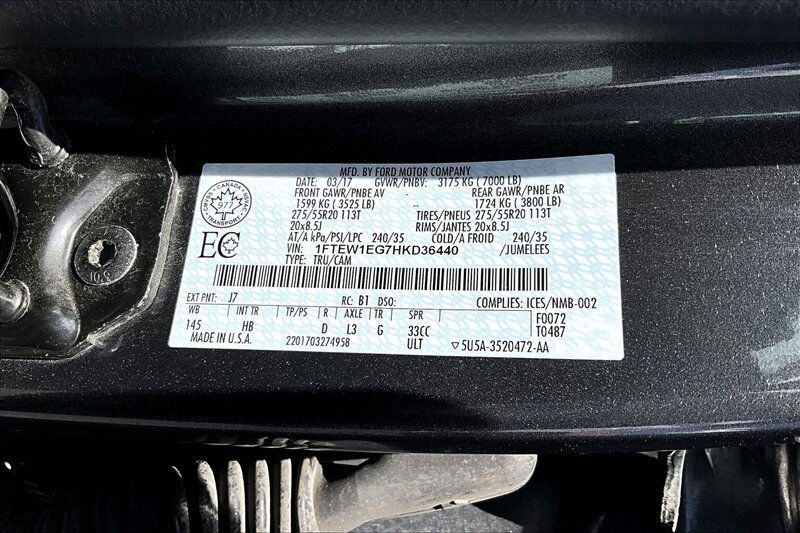 MFD. BY FORD MOTOR COMPANY
DATE: 03/17 GVWR/PNBV: 3175 KG ( 7000 LB)
FRONT GAWR/PNBE AV -- REAR GAWR/PNBE AR
1599 KG ( 3525 LB) 1724 KG ( 3800 LB)
275/55R20 113T TIRES/PNEUS 275/55R20 113T
20x8.5J RIMS/JANTES 20x8.5J
AT/A kPa/PSI/LPC 240/35 COLD/A FROID 240/35
VIN: 1FTEW1EG7HKD36440 /JUMELEES
TYPE: TRU/CAM
CANADA
977
TRANSPORT
EC
EXT PNT: J7 RC: B1 DSO: COMPLIES: ICES/NMB-002
WB INT TR TP/PS R AXLE TR SPR F0072
145 HB D L3 G 33CC T0487
MADE IN U.S.A. 2201703274958 ULT ▽5U5A-3520472-AA